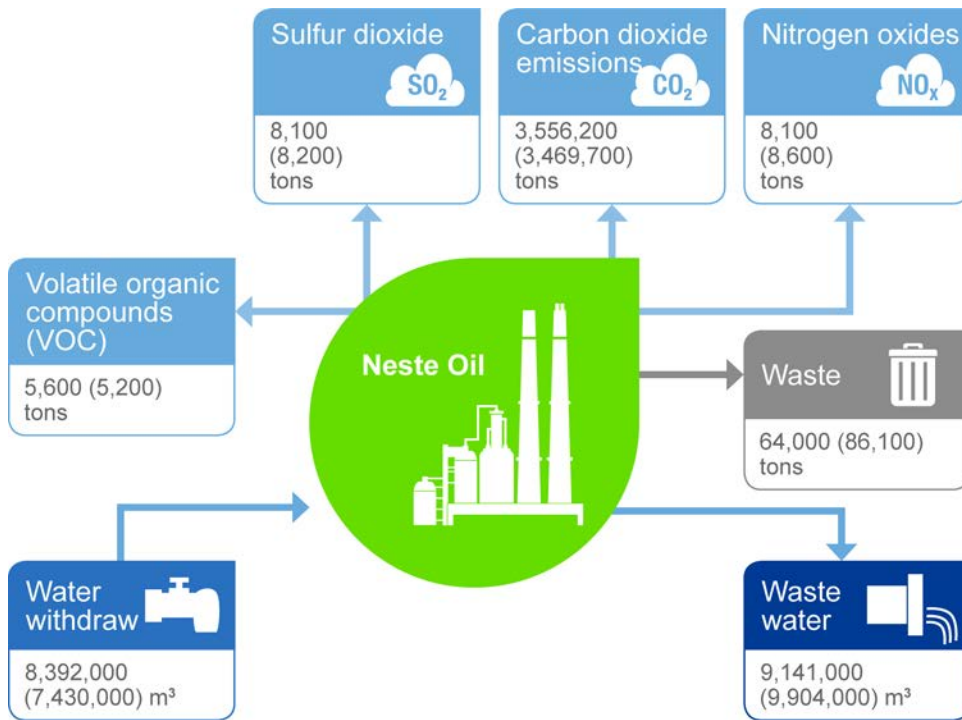 Sulfur dioxide
SO₂
8,100
(8,200)
tons
Carbon dioxide
emissions
CO₂
3,556,200
(3,469,700)
tons
Nitrogen oxides
NOₓ
8,100
(8,600)
tons
Volatile organic
compounds
(VOC)
5,600 (5,200)
tons
Neste Oil
Waste
64,000 (86,100)
tons
Water
withdraw
8,392,000
(7,430,000) m³
Waste
water
9,141,000
(9,904,000) m³